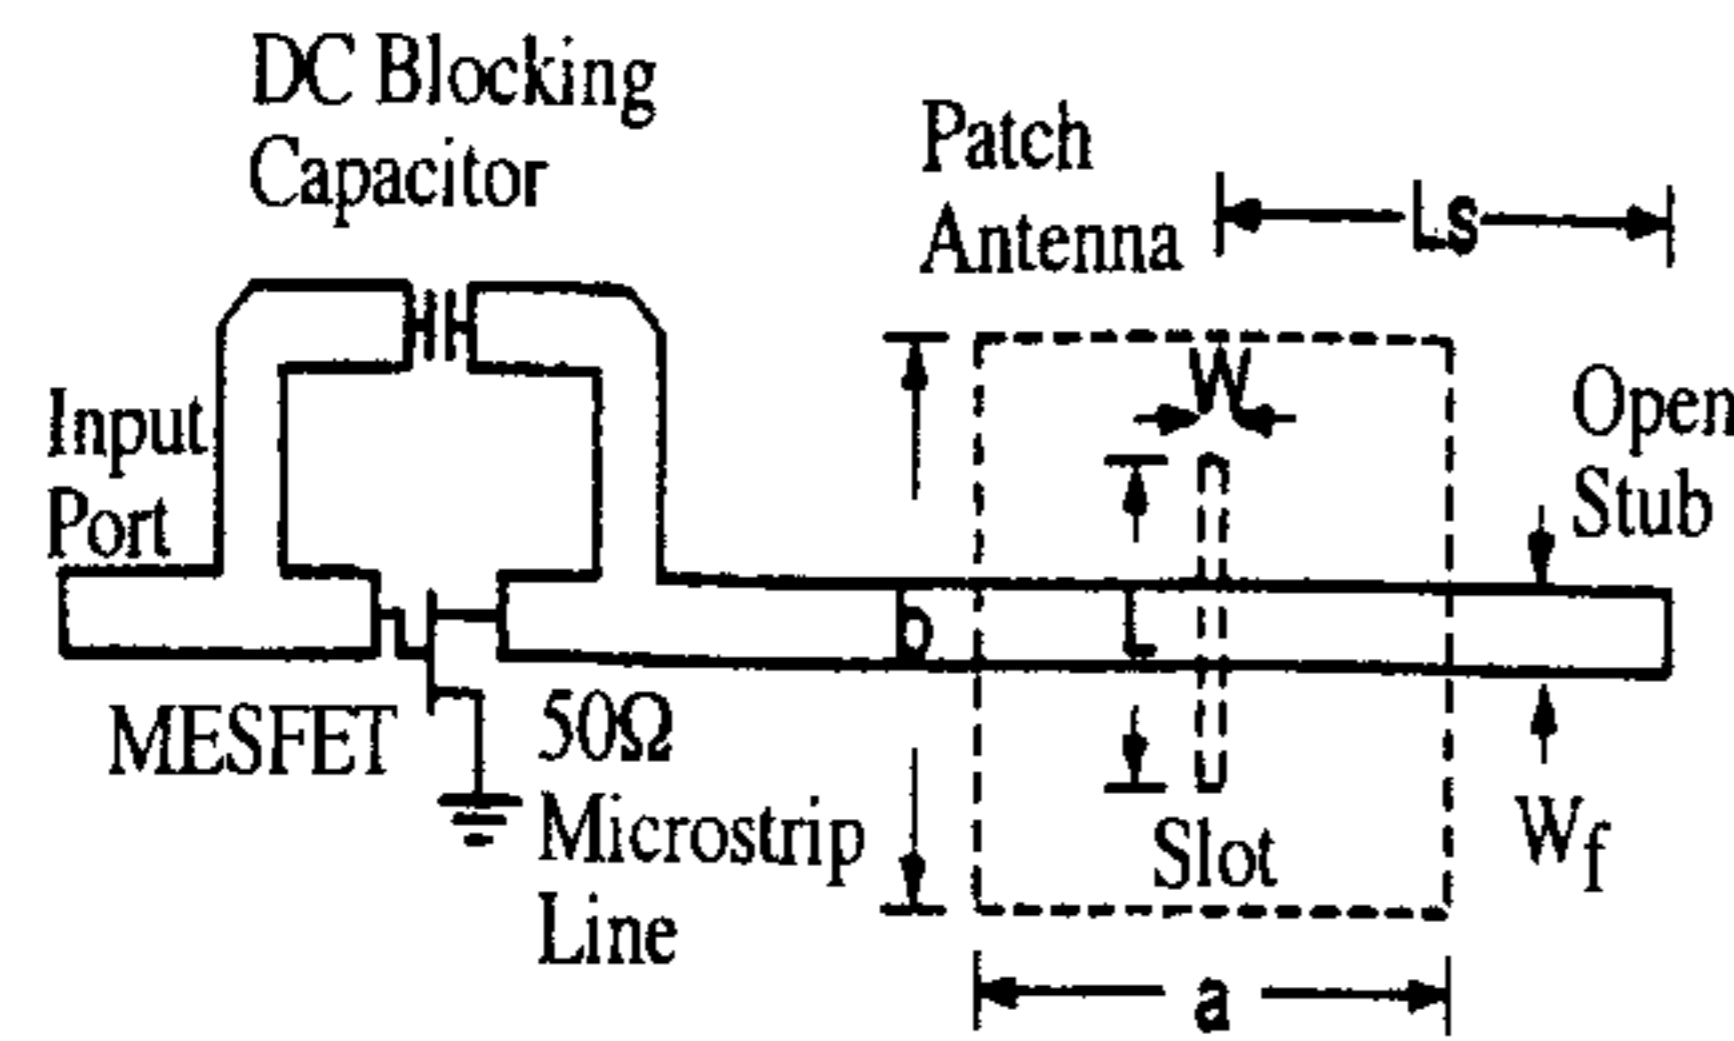 DC Blocking
Capacitor
Patch
Antenna
Ls
W
Input
Port
Open
Stub
b
L
MESFET
50Ω
Microstrip
Line
Slot
Wf
a